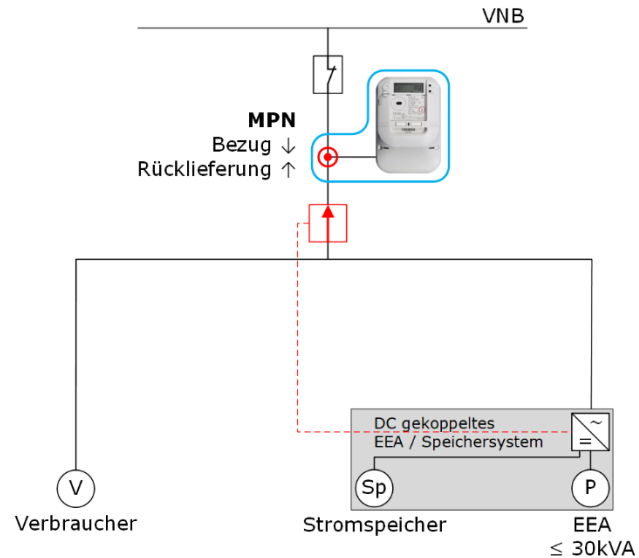 VNB
MPN
Bezug ↓
Rücklieferung ↑
DC gekoppeltes
EEA / Speichersystem
V
Sp
P
Verbraucher
Stromspeicher
EEA
≤ 30kVA